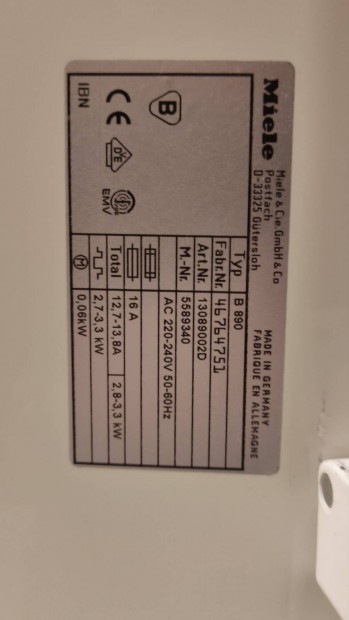 Miele
Miele & Cie. GmbH & Co
Postfach
D-33325 Gütersloh
MADE IN GERMANY
FABRIQUE EN ALLEMAGNE
Typ B 890
Fabr.Nr. 46764751
Art.Nr. 13089002D
M.-Nr. 5589340
AC 220-240V 50-60Hz
16 A
Total 12,7-13,8A 2,8-3,3 kW
2,7-3,3 kW
M 0,06kW
B
CE
D E
EMV
IBN